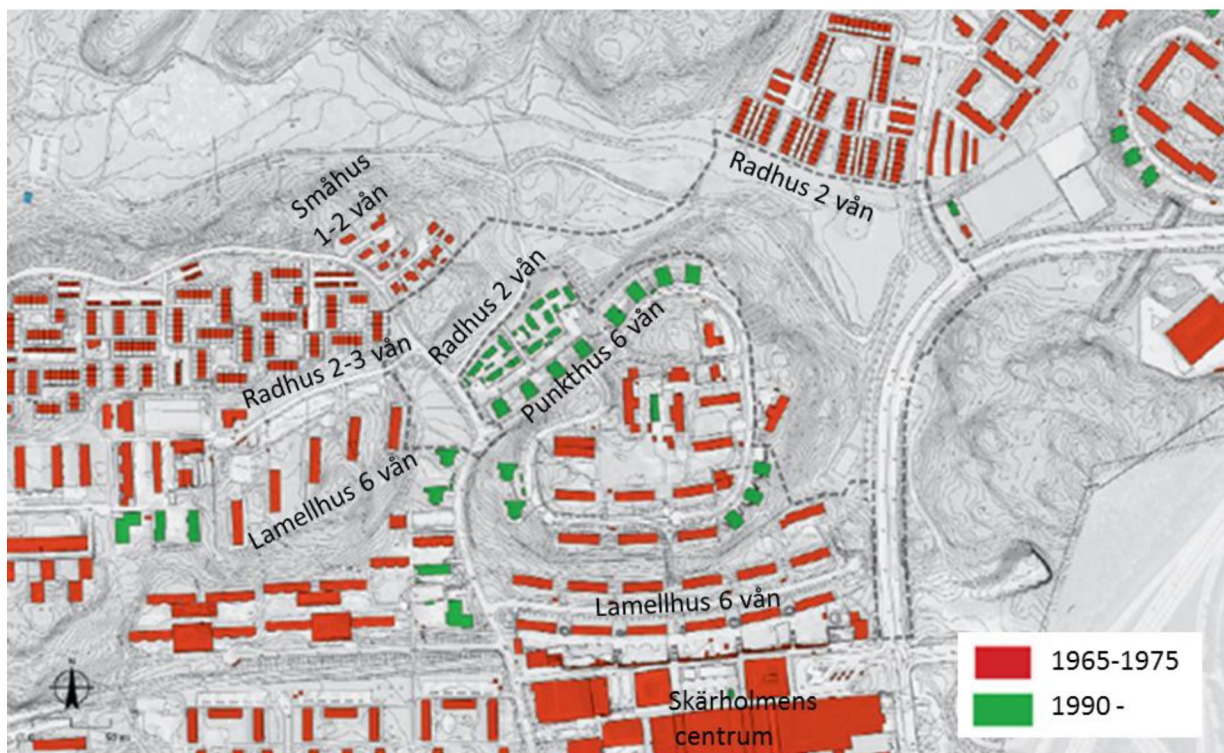 Småhus
1-2 vån
Radhus 2 vån
Radhus 2 vån
Punkthus 6 vån
Radhus 2-3 vån
Lamellhus 6 vån
Lamellhus 6 vån
Skärholmens
centrum
1965-1975
1990 -
N